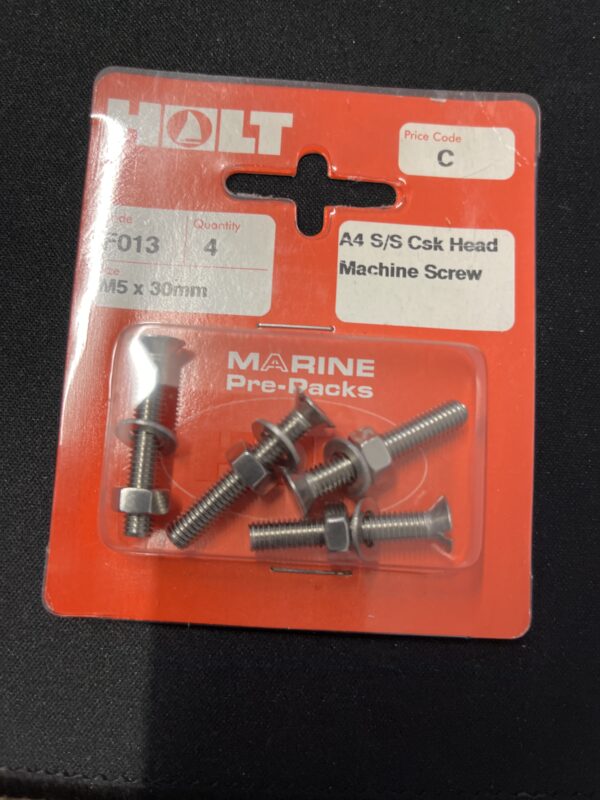 HOLT
Price Code
C
Quantity
F013
4
M5 x 30mm
A4 S/S Csk Head
Machine Screw
MARINE
Pre-Packs